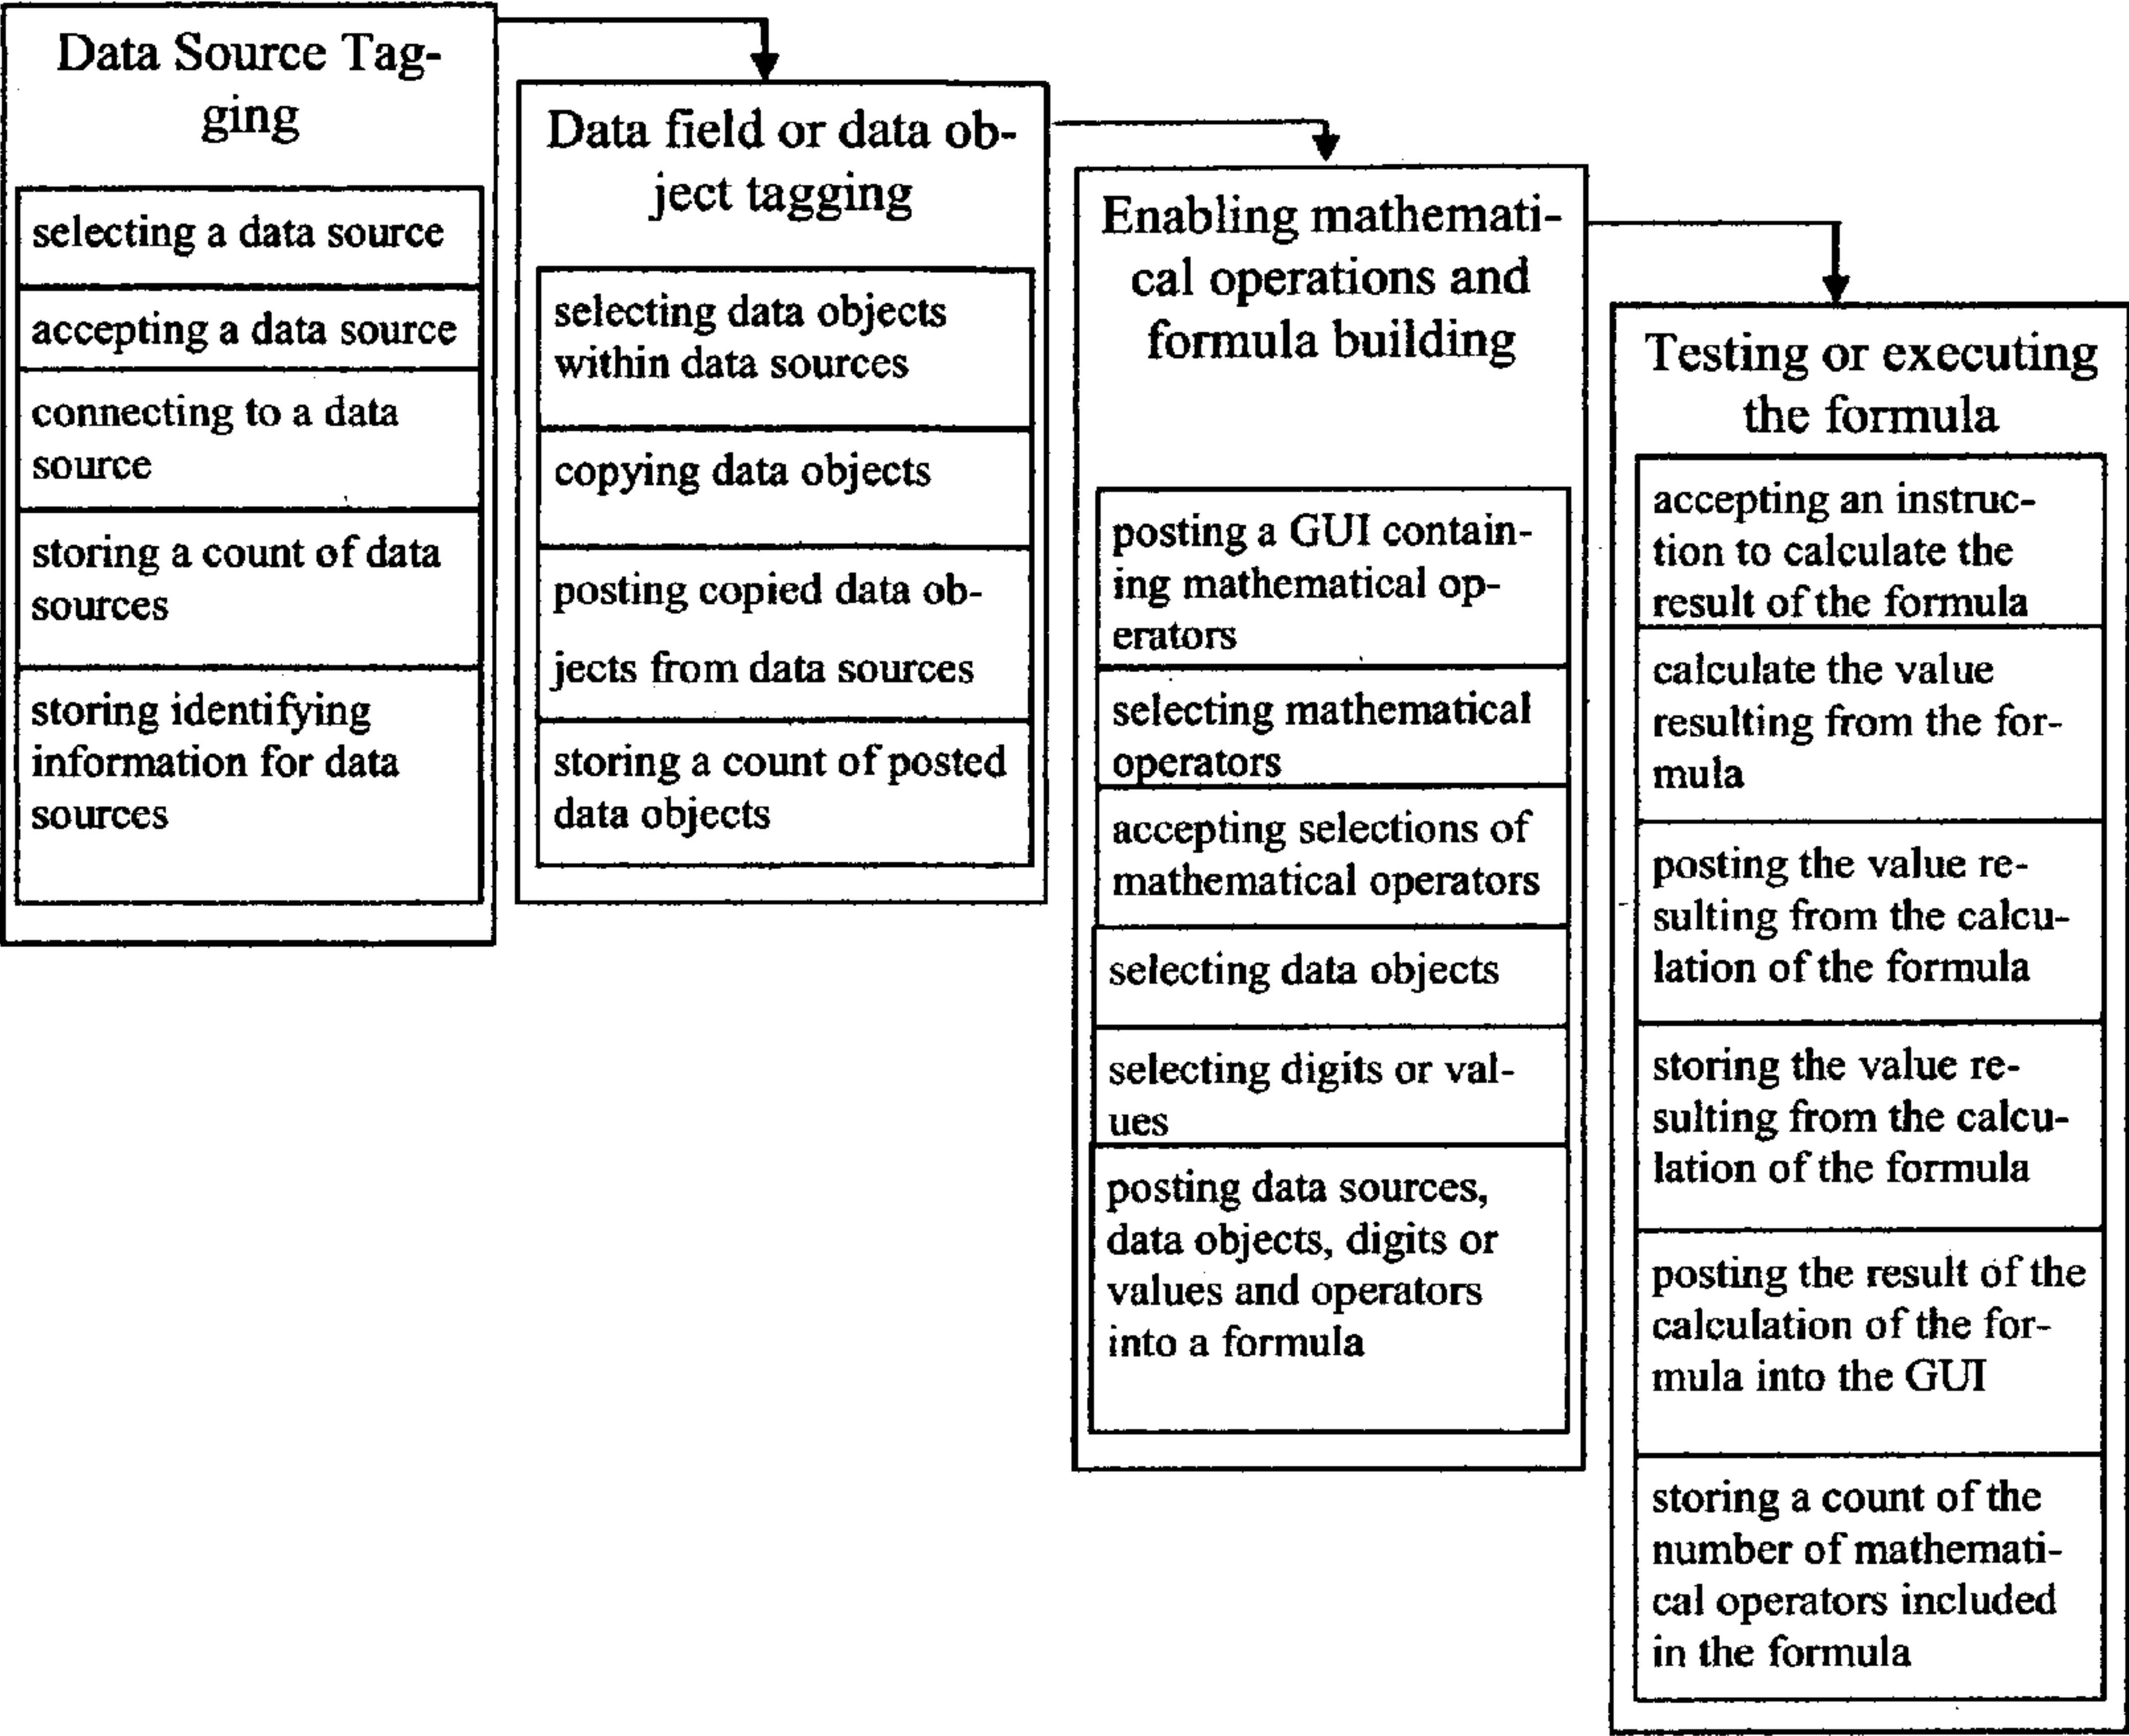 Data Source Tag-
ging
selecting a data source
accepting a data source
connecting to a data
source
storing a count of data
sources
storing identifying
information for data
sources
Data field or data ob-
ject tagging
selecting data objects
within data sources
copying data objects
posting copied data ob-
jects from data sources
storing a count of posted
data objects
Enabling mathemati-
cal operations and
formula building
posting a GUI contain-
ing mathematical op-
erators
selecting mathematical
operators
accepting selections of
mathematical operators
selecting data objects
selecting digits or val-
ues
posting data sources,
data objects, digits or
values and operators
into a formula
Testing or executing
the formula
accepting an instruc-
tion to calculate the
result of the formula
calculate the value
resulting from the for-
mula
posting the value re-
sulting from the calcu-
lation of the formula
storing the value re-
sulting from the calcu-
lation of the formula
posting the result of the
calculation of the for-
mula into the GUI
storing a count of the
number of mathemati-
cal operators included
in the formula